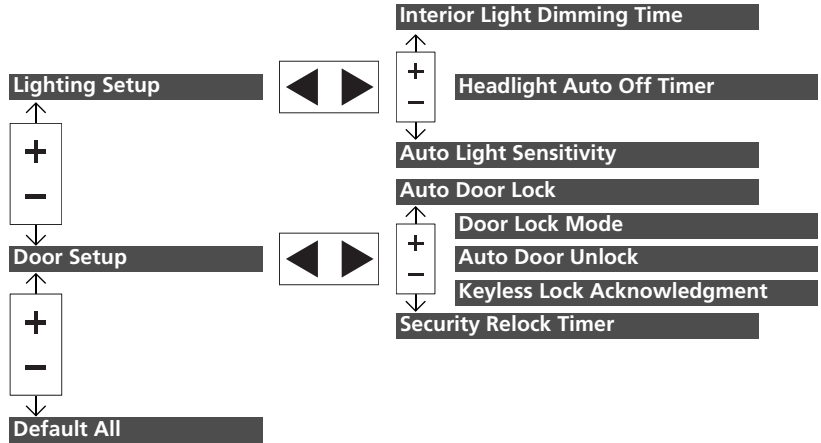 Interior Light Dimming Time
Lighting Setup
+
−
Headlight Auto Off Timer
Auto Light Sensitivity
+
−
Door Setup
Auto Door Lock
+
−
Door Lock Mode
Auto Door Unlock
Keyless Lock Acknowledgment
Security Relock Timer
+
−
Default All